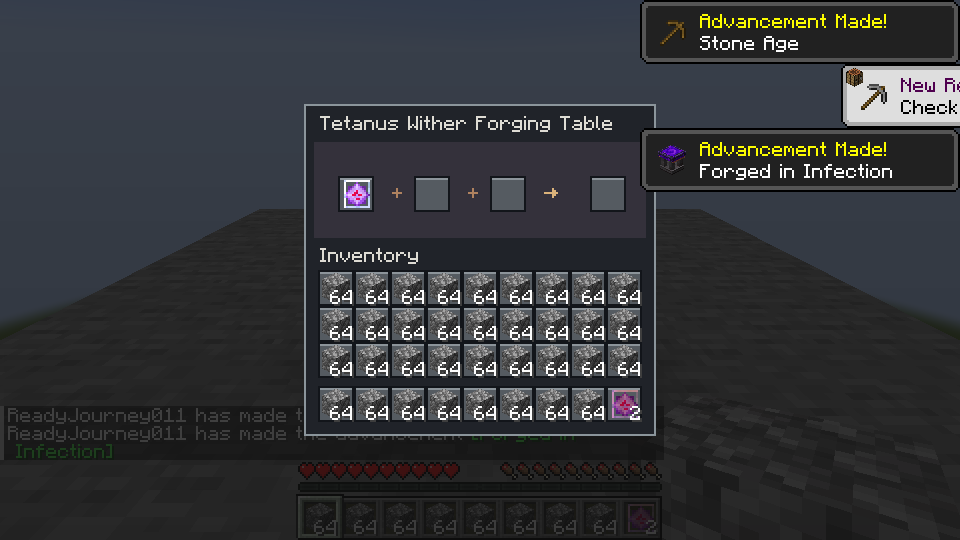 Advancement Made!
Stone Age
New Re
Check
Advancement Made!
Forged in Infection
Tetanus Wither Forging Table
Inventory
64 64 64 64 64 64 64 64 64
64 64 64 64 64 64 64 64 64
64 64 64 64 64 64 64 64 64
64 64 64 64 64 64 64 64 2
ReadyJourney011 has made t
ReadyJourney011 has made the advancement [Forged in
Infection]
64 64 64 64 64 64 64 64 2